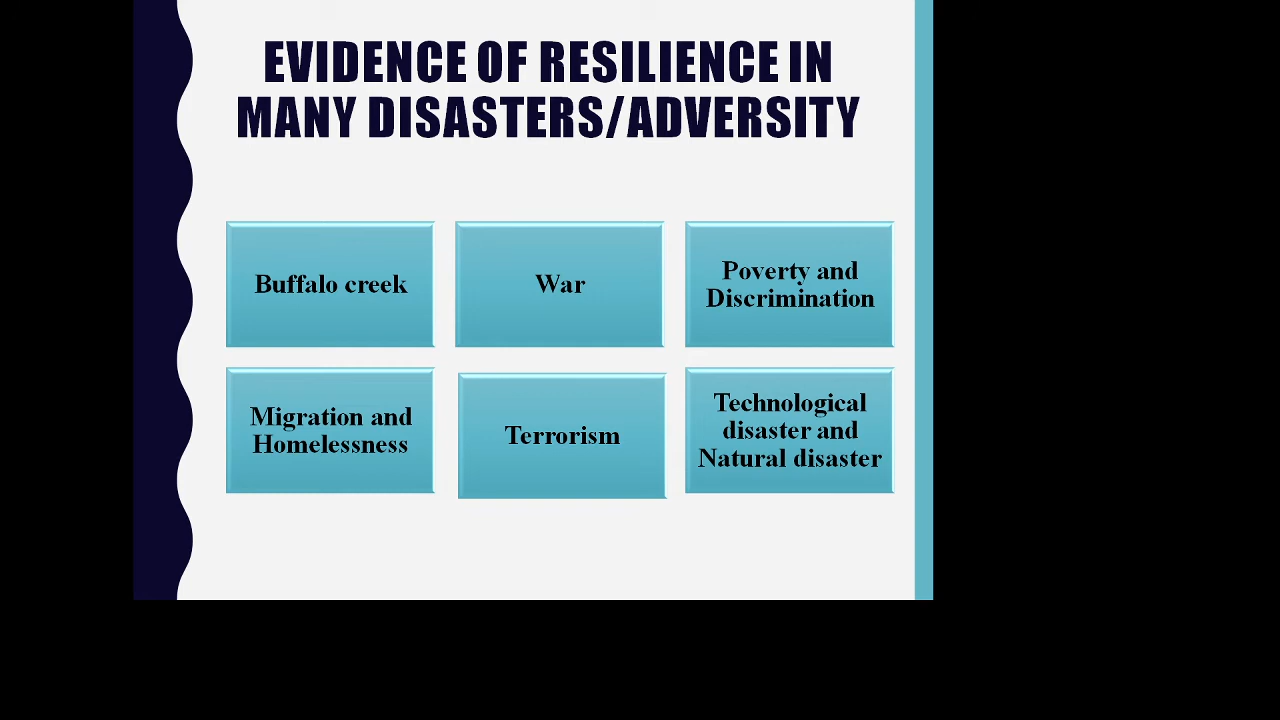 EVIDENCE OF RESILIENCE IN
MANY DISASTERS/ADVERSITY
Buffalo creek
War
Poverty and
Discrimination
Migration and
Homelessness
Terrorism
Technological
disaster and
Natural disaster